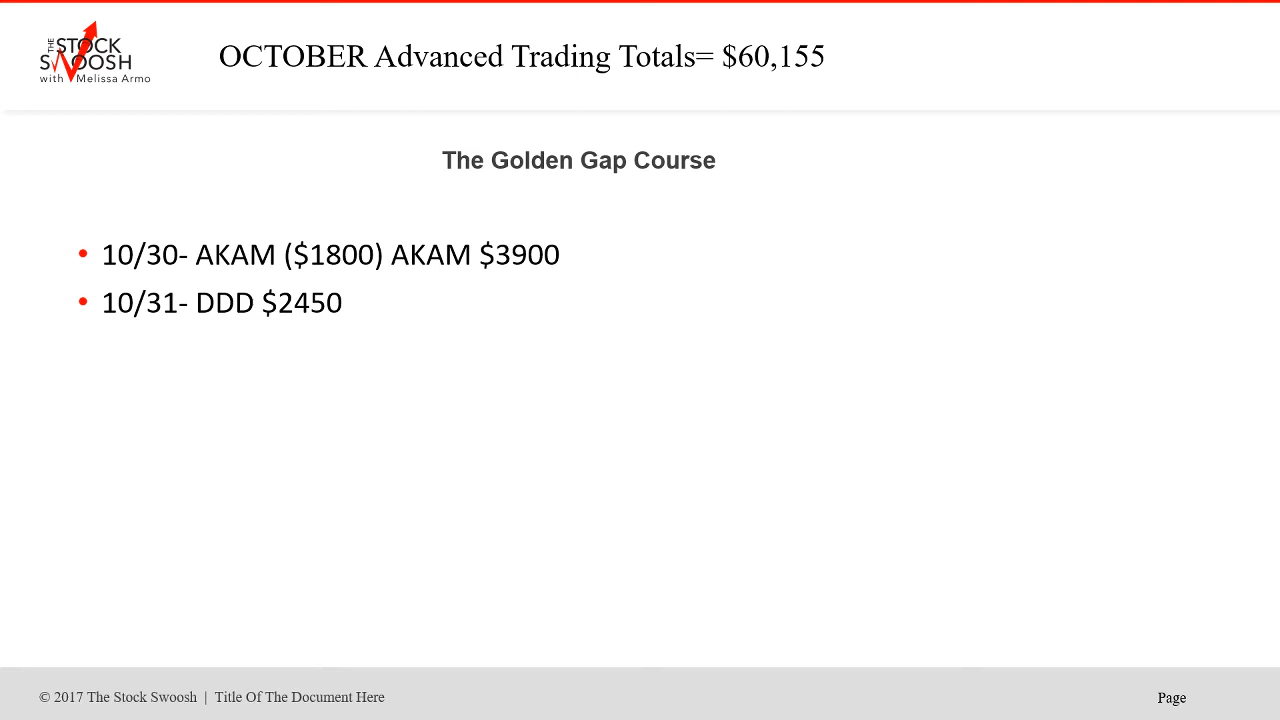 THE
STOCK
SWOOSH
with Melissa Armo
OCTOBER Advanced Trading Totals= $60,155
The Golden Gap Course
• 10/30- AKAM ($1800) AKAM $3900
• 10/31- DDD $2450
© 2017 The Stock Swoosh | Title Of The Document Here
Page